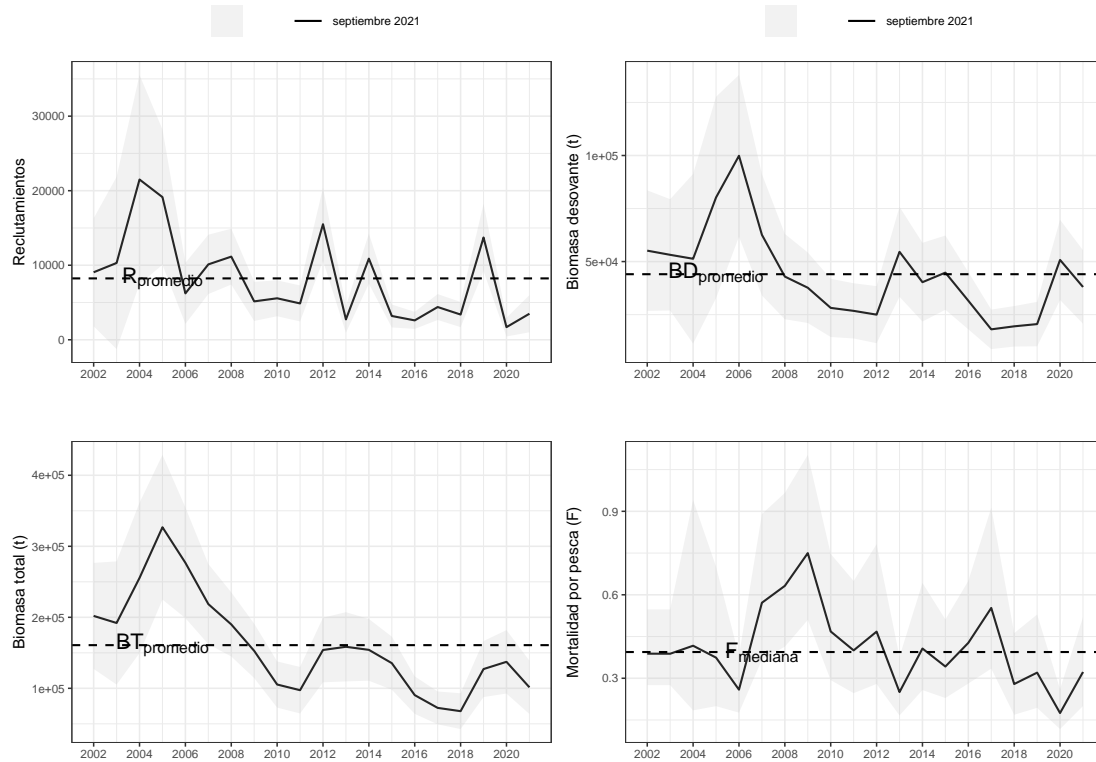 septiembre 2021
septiembre 2021
Reclutamientos
30000
20000
10000
0
Rpromedio
2002 2004 2006 2008 2010 2012 2014 2016 2018 2020
Biomasa desovante (t)
1e+05
5e+04
BDpromedio
2002 2004 2006 2008 2010 2012 2014 2016 2018 2020
Biomasa total (t)
4e+05
3e+05
2e+05
1e+05
BTpromedio
2002 2004 2006 2008 2010 2012 2014 2016 2018 2020
Mortalidad por pesca (F)
0.9
0.6
0.3
Fmediana
2002 2004 2006 2008 2010 2012 2014 2016 2018 2020